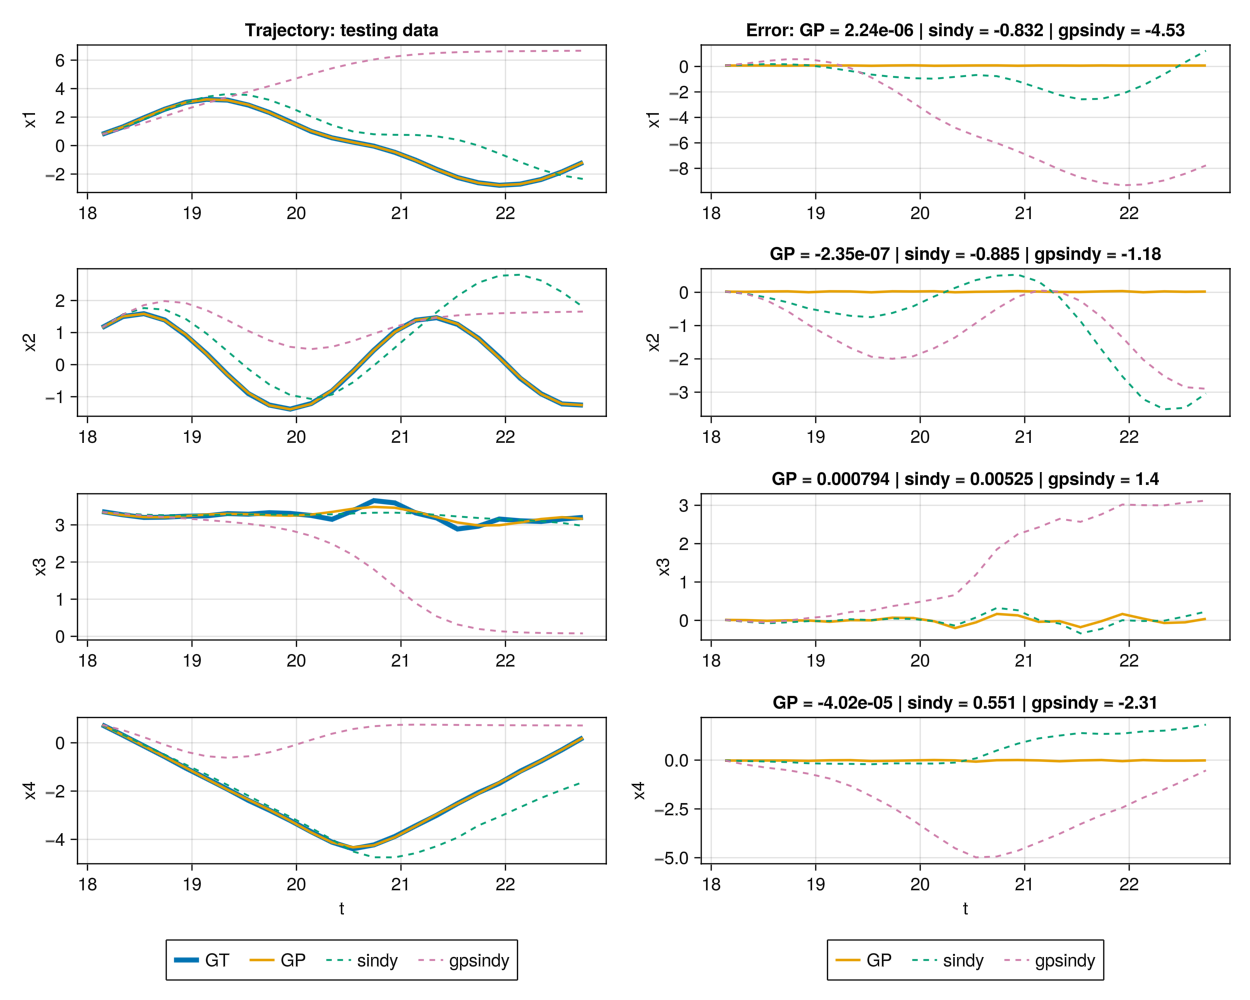 Trajectory: testing data
Error: GP = 2.24e-06 | sindy = -0.832 | gpsindy = -4.53
x1
6
4
2
0
−2
18 19 20 21 22
x1
0
−2
−4
−6
−8
18 19 20 21 22
GP = -2.35e-07 | sindy = -0.885 | gpsindy = -1.18
x2
2
1
0
−1
18 19 20 21 22
x2
0
−1
−2
−3
18 19 20 21 22
GP = 0.000794 | sindy = 0.00525 | gpsindy = 1.4
x3
3
2
1
0
18 19 20 21 22
x3
3
2
1
0
18 19 20 21 22
GP = -4.02e-05 | sindy = 0.551 | gpsindy = -2.31
x4
0
−2
−4
18 19 20 21 22
t
x4
0.0
−2.5
−5.0
18 19 20 21 22
t
GT GP sindy gpsindy
GP sindy gpsindy